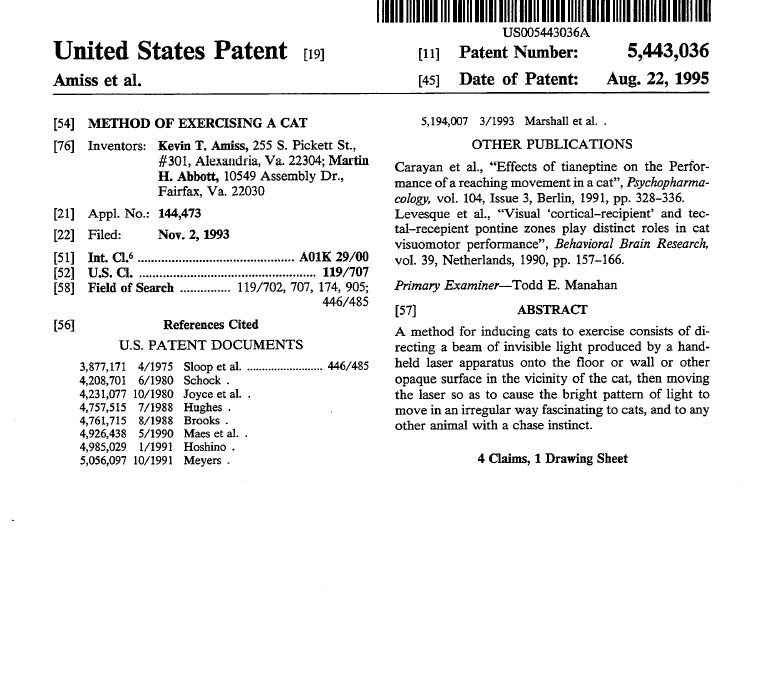 US005443036A
United States Patent [19]
[11] Patent Number: 5,443,036
Amiss et al.
[45] Date of Patent: Aug. 22, 1995
[54] METHOD OF EXERCISING A CAT
[76] Inventors: Kevin T. Amiss, 255 S. Pickett St.,
#301, Alexandria, Va. 22304; Martin
H. Abbott, 10549 Assembly Dr.,
Fairfax, Va. 22030
[21] Appl. No.: 144,473
[22] Filed: Nov. 2, 1993
[51] Int. Cl.6 ............................................ A01K 29/00
[52] U.S. Cl. .................................................. 119/707
[58] Field of Search ............... 119/702, 707, 174, 905;
446/485
[56] References Cited
U.S. PATENT DOCUMENTS
3,877,171 4/1975 Sloop et al. .......................... 446/485
4,208,701 6/1980 Schock .
4,231,077 10/1980 Joyce et al. .
4,757,515 7/1988 Hughes .
4,761,715 8/1988 Brooks .
4,926,438 5/1990 Maes et al. .
4,985,029 1/1991 Hoshino .
5,056,097 10/1991 Meyers .
5,194,007 3/1993 Marshall et al. .
OTHER PUBLICATIONS
Carayan et al., "Effects of tianeptine on the Perfor-
mance of a reaching movement in a cat", Psychopharma-
cology, vol. 104, Issue 3, Berlin, 1991, pp. 328-336.
Levesque et al., "Visual 'cortical-recipient' and tec-
tal-recepient pontine zones play distinct roles in cat
visuomotor performance", Behavioral Brain Research,
vol. 39, Netherlands, 1990, pp. 157-166.
Primary Examiner—Todd E. Manahan
[57] ABSTRACT
A method for inducing cats to exercise consists of di-
recting a beam of invisible light produced by a hand-
held laser apparatus onto the floor or wall or other
opaque surface in the vicinity of the cat, then moving
the laser so as to cause the bright pattern of light to
move in an irregular way fascinating to cats, and to any
other animal with a chase instinct.
4 Claims, 1 Drawing Sheet